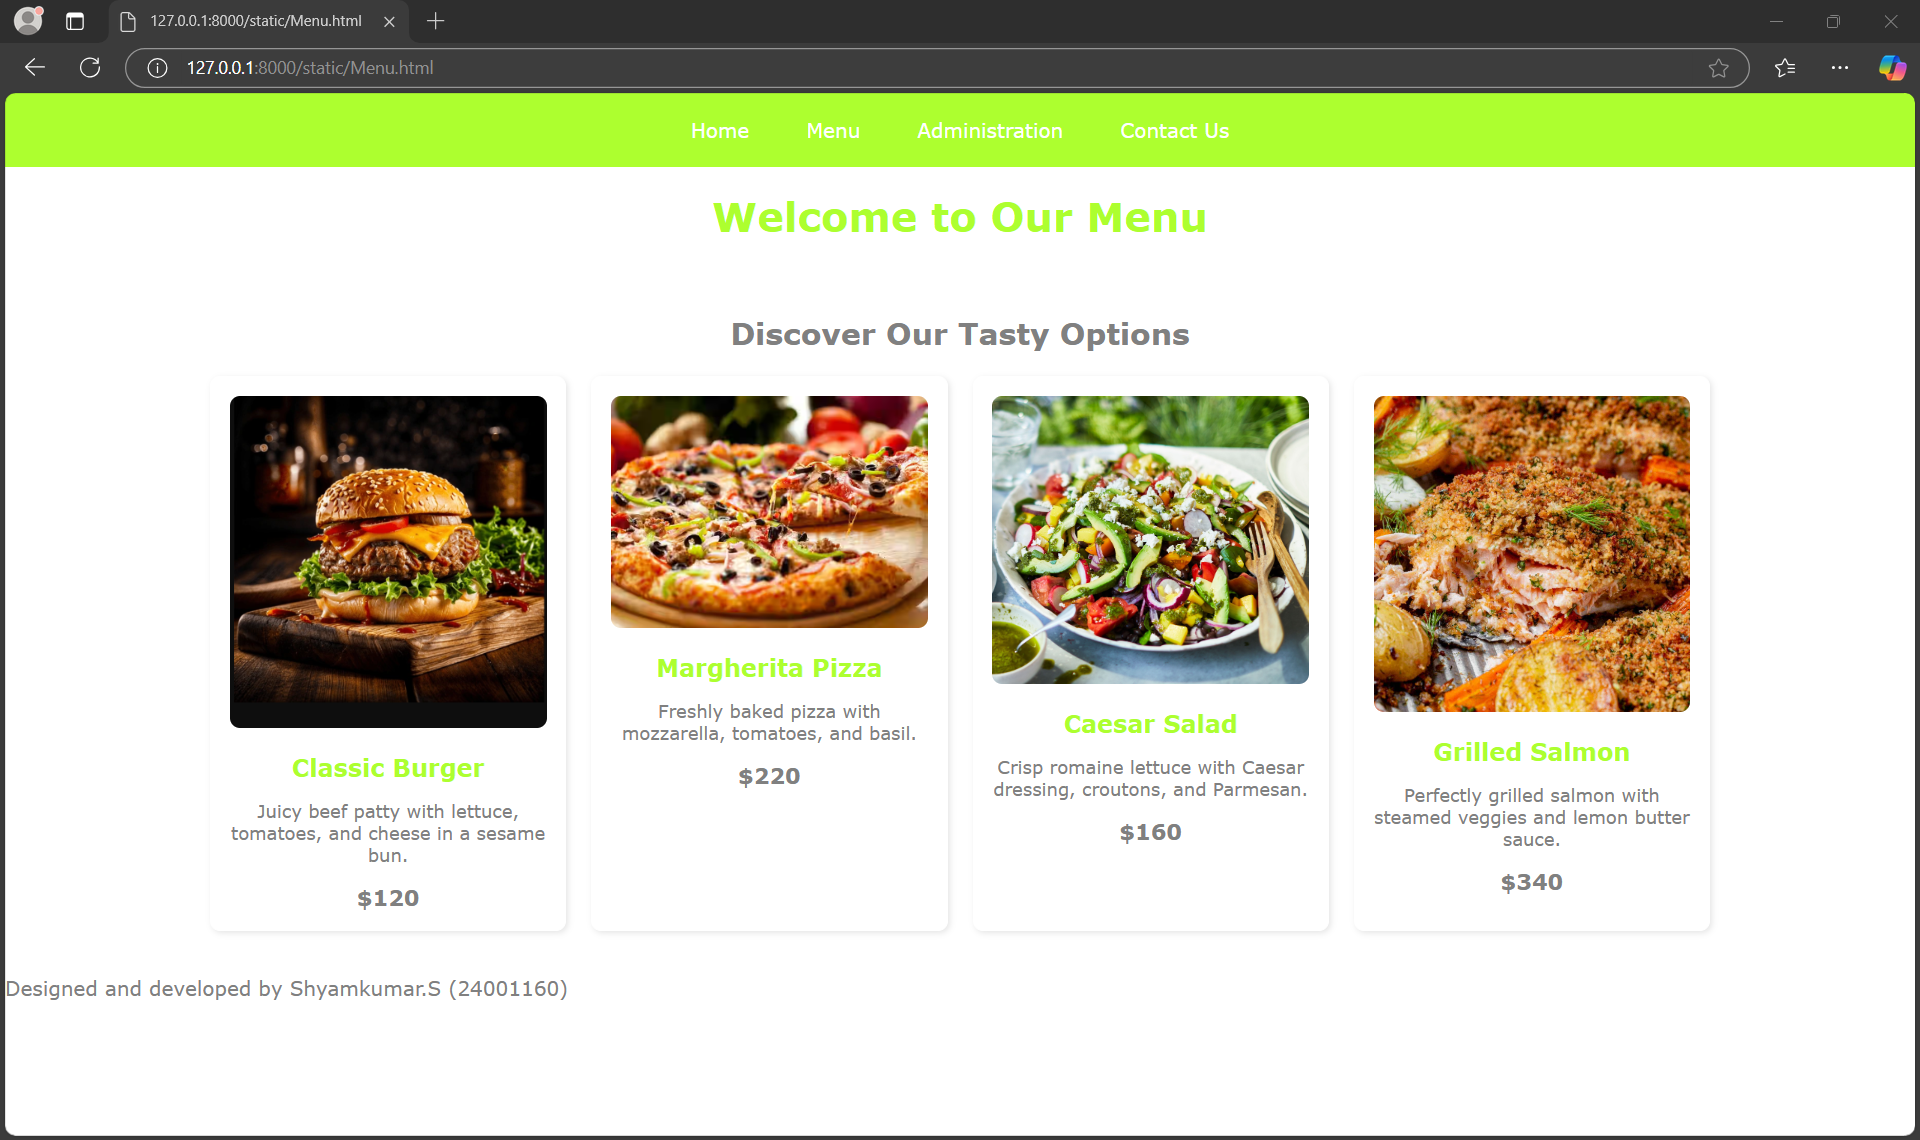 127.0.0.1:8000/static/Menu.html
127.0.0.1:8000/static/Menu.html
Home Menu Administration Contact Us
Welcome to Our Menu
Discover Our Tasty Options
Classic Burger
Juicy beef patty with lettuce,
tomatoes, and cheese in a sesame
bun.
$120
Margherita Pizza
Freshly baked pizza with
mozzarella, tomatoes, and basil.
$220
Caesar Salad
Crisp romaine lettuce with Caesar
dressing, croutons, and Parmesan.
$160
Grilled Salmon
Perfectly grilled salmon with
steamed veggies and lemon butter
sauce.
$340
Designed and developed by Shyamkumar.S (24001160)